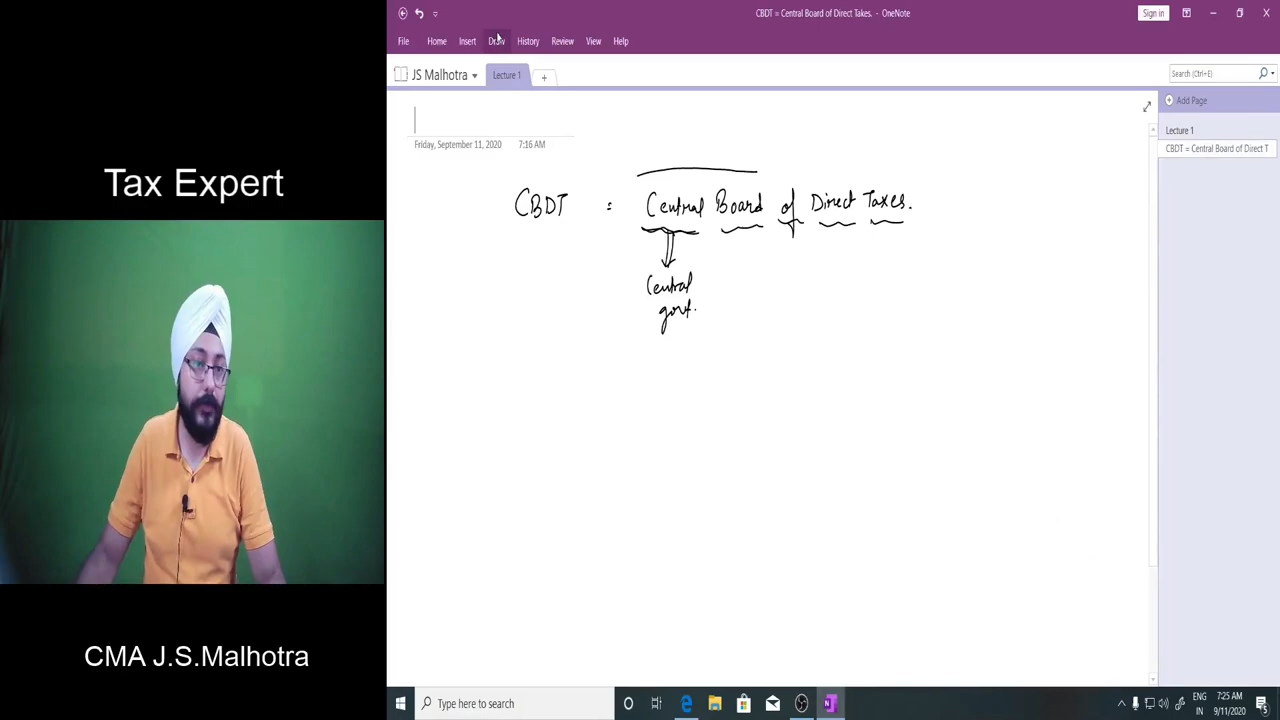 Tax Expert
CMA J.S.Malhotra
CBDT = Central Board of Direct Taxes. - OneNote
Sign in
File Home Insert Draw History Review View Help
JS Malhotra
Lecture 1
+
Search (Ctrl+E)
Add Page
Lecture 1
CBDT = Central Board of Direct T
Friday, September 11, 2020 7:16 AM
CBDT = Central Board of Direct Taxes.
Central
govt.
Type here to search
ENG
IN
7:25 AM
9/11/2020
5